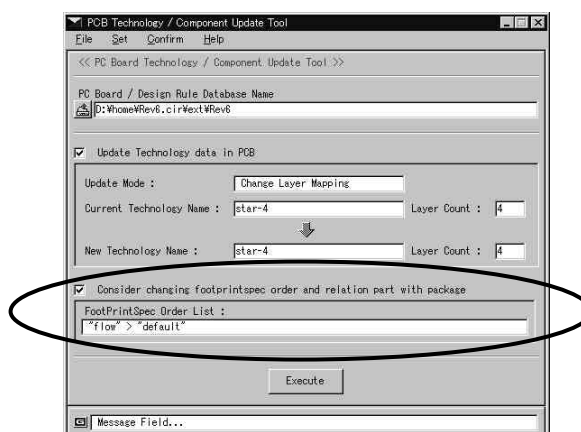 PCB Technology / Component Update Tool
File Set Confirm Help
<< PC Board Technology / Component Update Tool >>
PC Board / Design Rule Database Name
D:¥home¥Rev6.cir¥ext¥Rev6
Update Technology data in PCB
Update Mode : Change Layer Mapping
Current Technology Name : star-4 Layer Count : 4
New Technology Name : star-4 Layer Count : 4
Consider changing footprintspec order and relation part with package
FootPrintSpec Order List :
"flow" > "default"
Execute
Message Field...